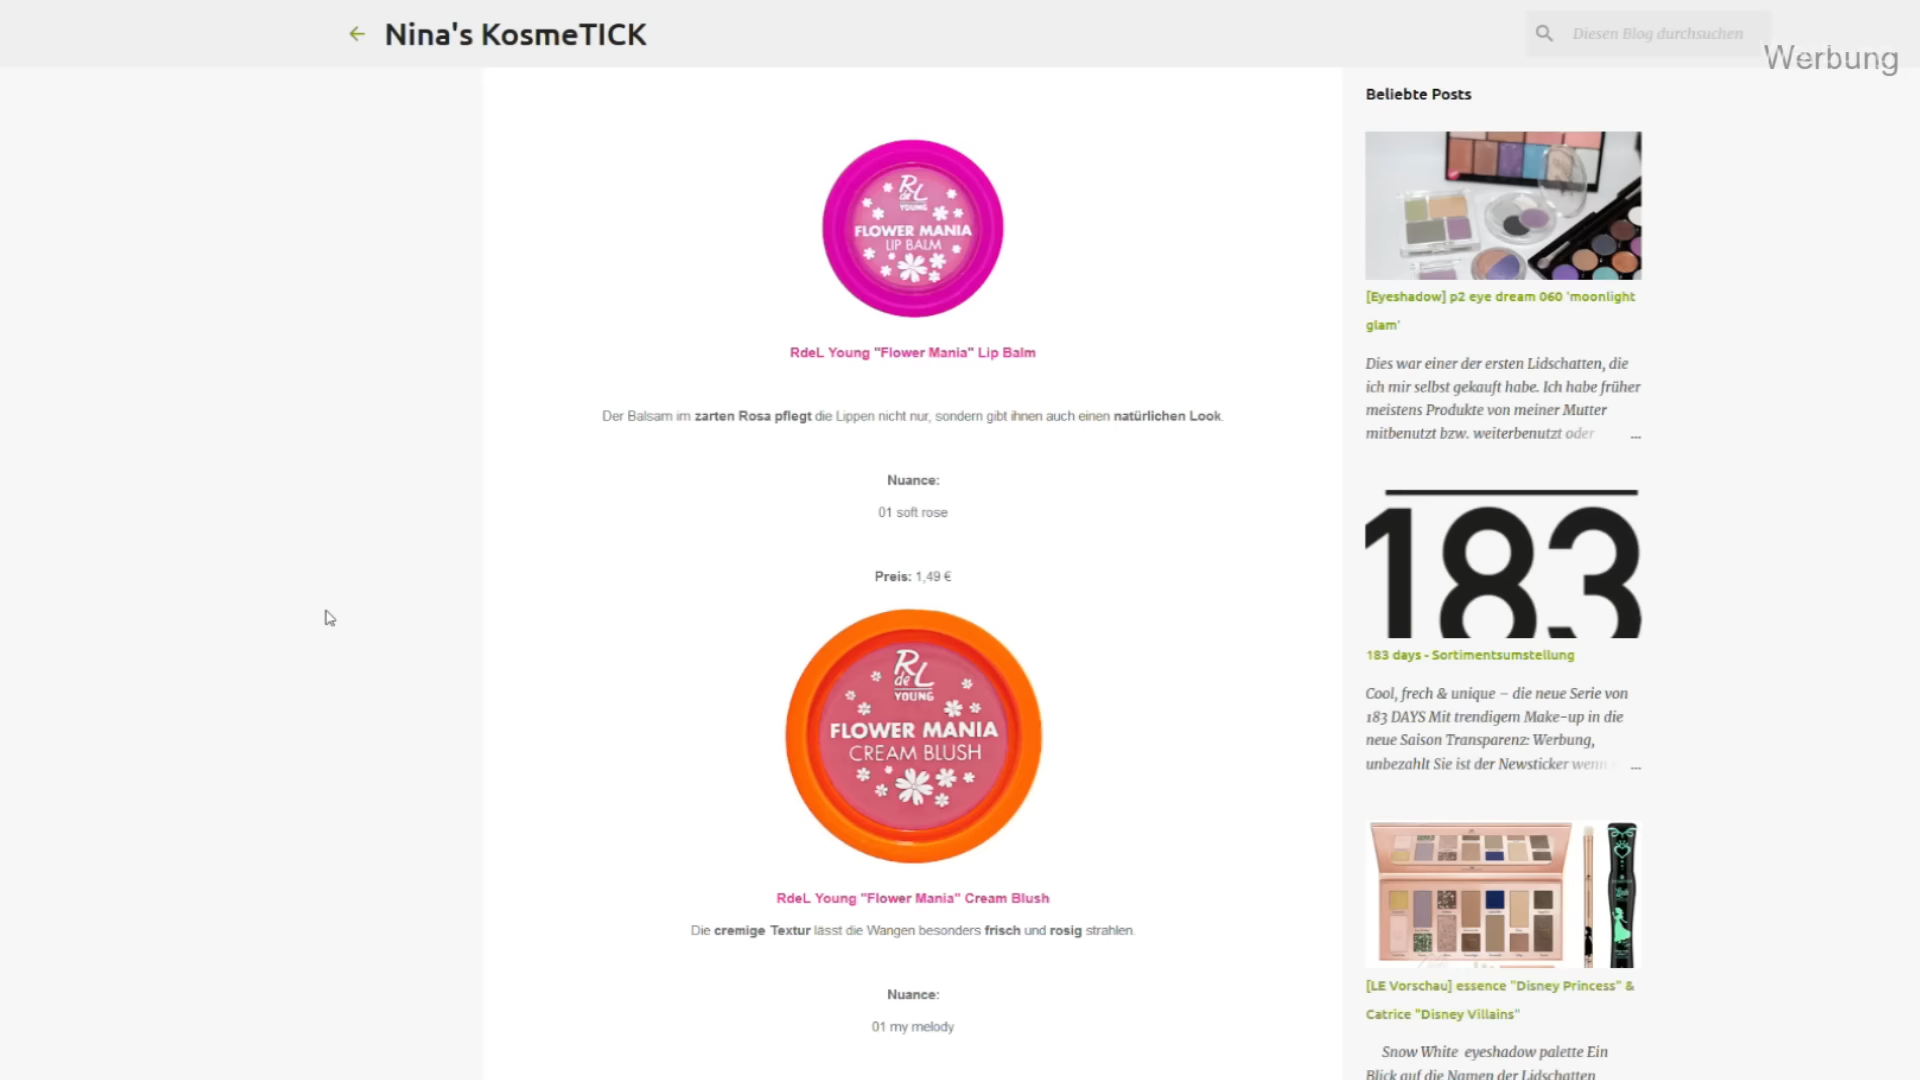 Nina's KosmeTICK
Diesen Blog durchsuchen
Werbung
RdeL
YOUNG
FLOWER MANIA
LIP BALM
RdeL Young "Flower Mania" Lip Balm
Der Balsam im zarten Rosa pflegt die Lippen nicht nur, sondern gibt ihnen auch einen natürlichen Look.
Nuance:
01 soft rose
Preis: 1,49 €
RdeL
YOUNG
FLOWER MANIA
CREAM BLUSH
RdeL Young "Flower Mania" Cream Blush
Die cremige Textur lässt die Wangen besonders frisch und rosig strahlen.
Nuance:
01 my melody
Beliebte Posts
[Eyeshadow] p2 eye dream 060 'moonlight
glam'
Dies war einer der ersten Lidschatten, die
ich mir selbst gekauft habe. Ich habe früher
meistens Produkte von meiner Mutter
mitbenutzt bzw. weiterbenutzt oder ...
183
183 days - Sortimentsumstellung
Cool, frech & unique – die neue Serie von
183 DAYS Mit trendigem Make-up in die
neue Saison Transparenz: Werbung,
unbezahlt Sie ist der Newsticker wenn ...
[LE Vorschau] essence "Disney Princess" &
Catrice "Disney Villains"
Snow White eyeshadow palette Ein
Blick auf die Namen der Lidschatten